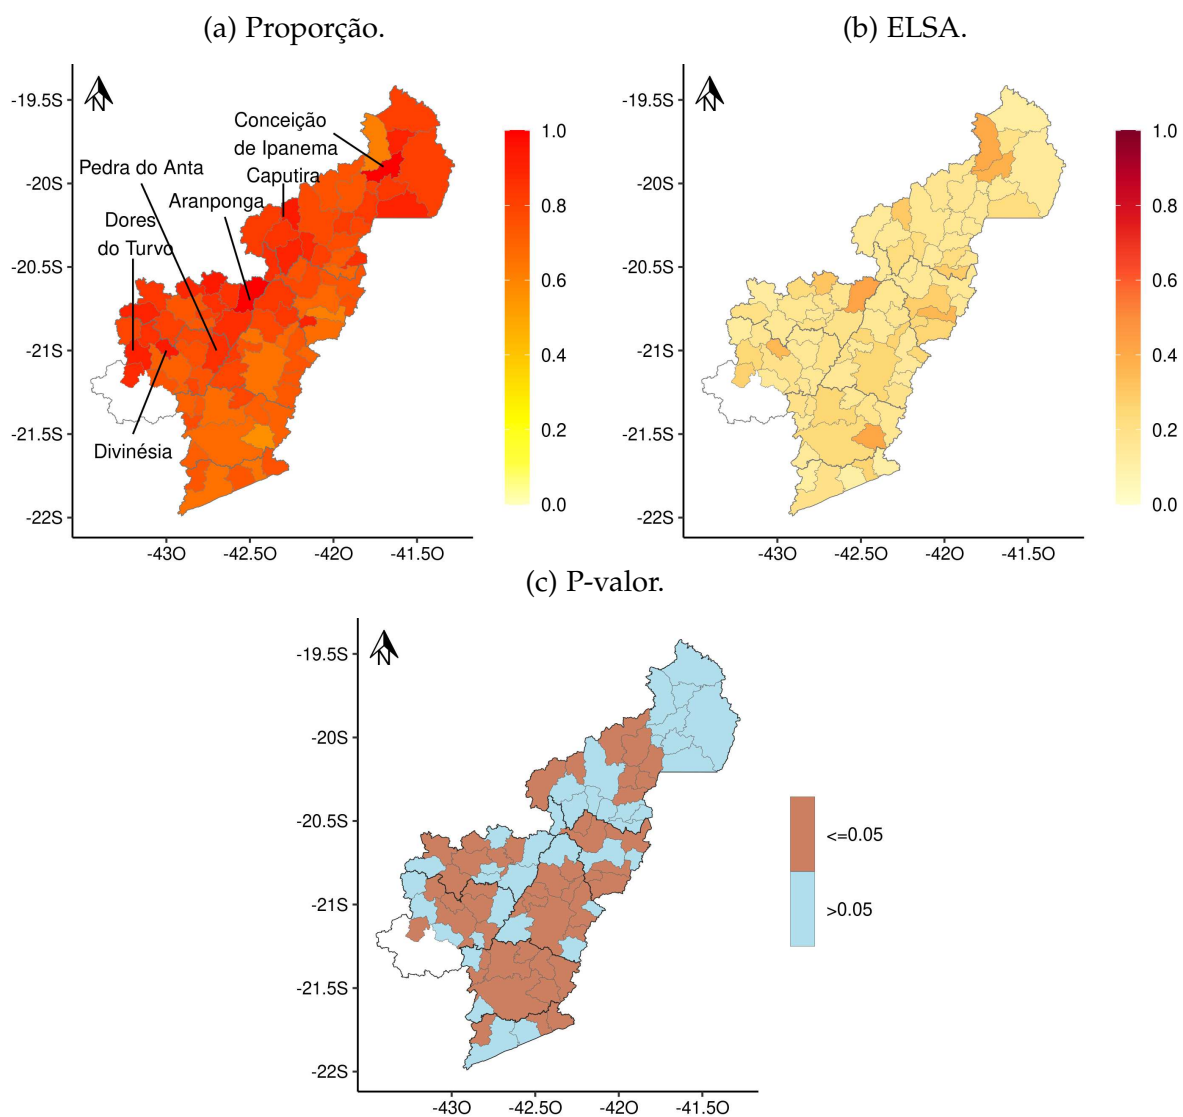 (a) Proporção.
(b) ELSA.
-19.5S
-20S
-20.5S
-21S
-21.5S
-22S
-43O
-42.5O
-42O
-41.5O
N
Conceição
de Ipanema
Caputira
Pedra do Anta
Aranponga
Dores
do Turvo
Divinésia
1.0
0.8
0.6
0.4
0.2
0.0
-19.5S
-20S
-20.5S
-21S
-21.5S
-22S
-43O
-42.5O
-42O
-41.5O
N
1.0
0.8
0.6
0.4
0.2
0.0
(c) P-valor.
-19.5S
-20S
-20.5S
-21S
-21.5S
-22S
-43O
-42.5O
-42O
-41.5O
N
<=0.05
>0.05